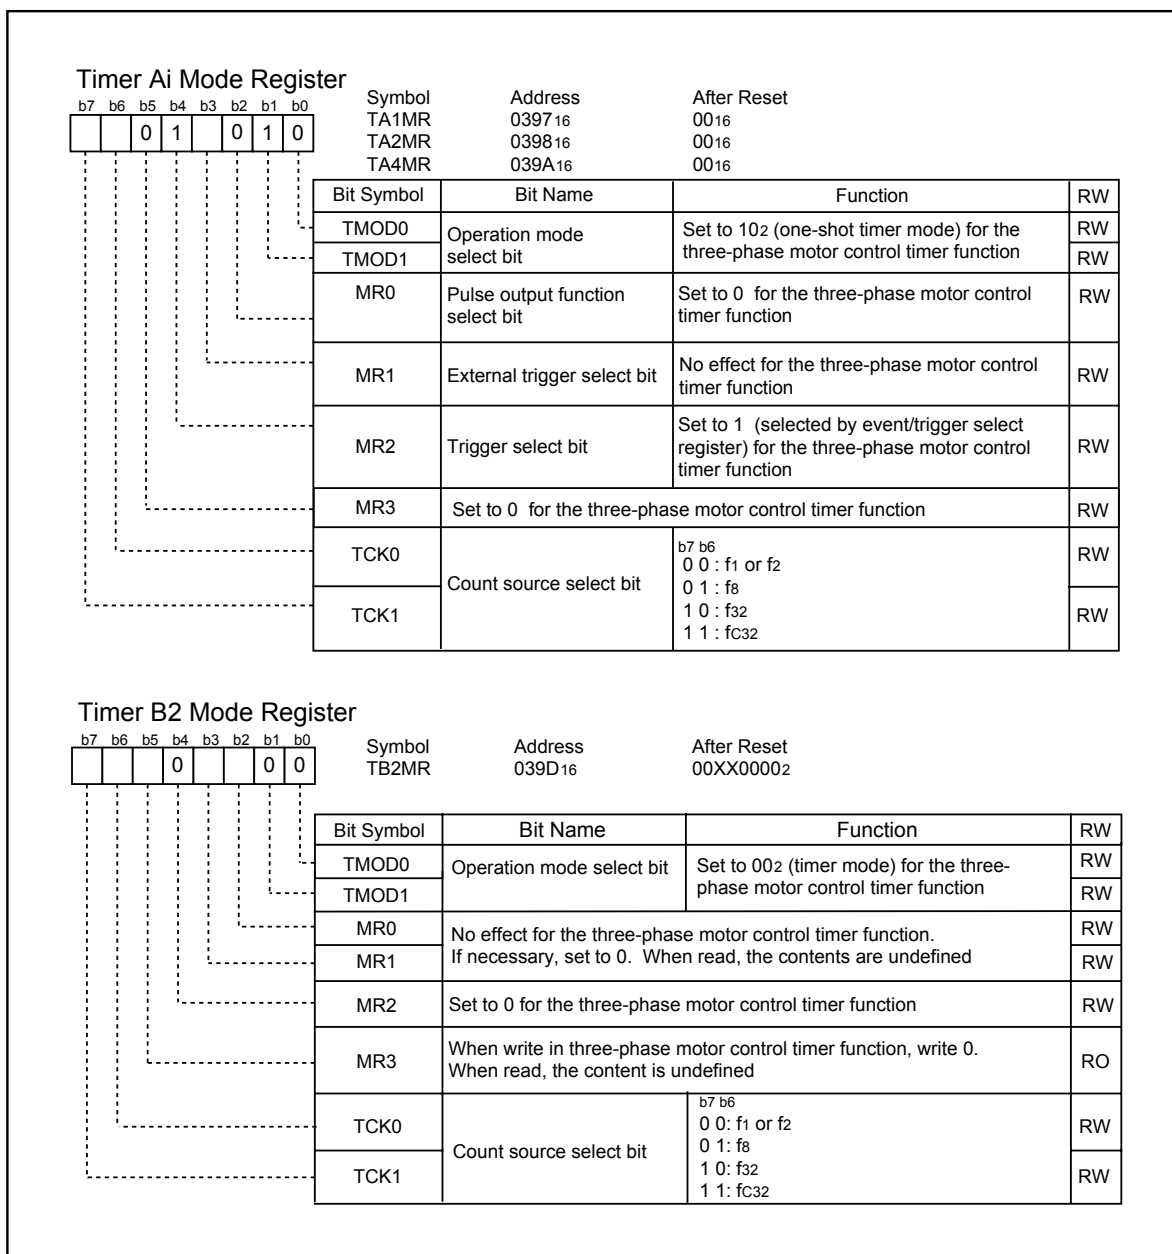 Timer Ai Mode Register
b7 b6 b5 b4 b3 b2 b1 b0
0 1 0 1 0
Symbol Address After Reset
TA1MR 039716 0016
TA2MR 039816 0016
TA4MR 039A16 0016
Bit Symbol Bit Name Function RW
TMOD0 RW
TMOD1 RW
Operation mode
select bit
Set to 102 (one-shot timer mode) for the
three-phase motor control timer function
MR0 Pulse output function
select bit
Set to 0 for the three-phase motor control
timer function
RW
MR1 External trigger select bit
No effect for the three-phase motor control
timer function
RW
MR2 Trigger select bit
Set to 1 (selected by event/trigger select
register) for the three-phase motor control
timer function
RW
MR3 Set to 0 for the three-phase motor control timer function RW
TCK0 RW
TCK1 RW
Count source select bit
b7 b6
0 0 : f1 or f2
0 1 : f8
1 0 : f32
1 1 : fC32
Timer B2 Mode Register
b7 b6 b5 b4 b3 b2 b1 b0
0 0 0
Symbol Address After Reset
TB2MR 039D16 00XX00002
Bit Symbol Bit Name Function RW
TMOD0 RW
TMOD1 RW
Operation mode select bit
Set to 002 (timer mode) for the three-
phase motor control timer function
MR0 RW
MR1 RW
No effect for the three-phase motor control timer function.
If necessary, set to 0. When read, the contents are undefined
MR2 Set to 0 for the three-phase motor control timer function RW
MR3
When write in three-phase motor control timer function, write 0.
When read, the content is undefined
RO
TCK0 RW
TCK1 RW
Count source select bit
b7 b6
0 0: f1 or f2
0 1: f8
1 0: f32
1 1: fC32